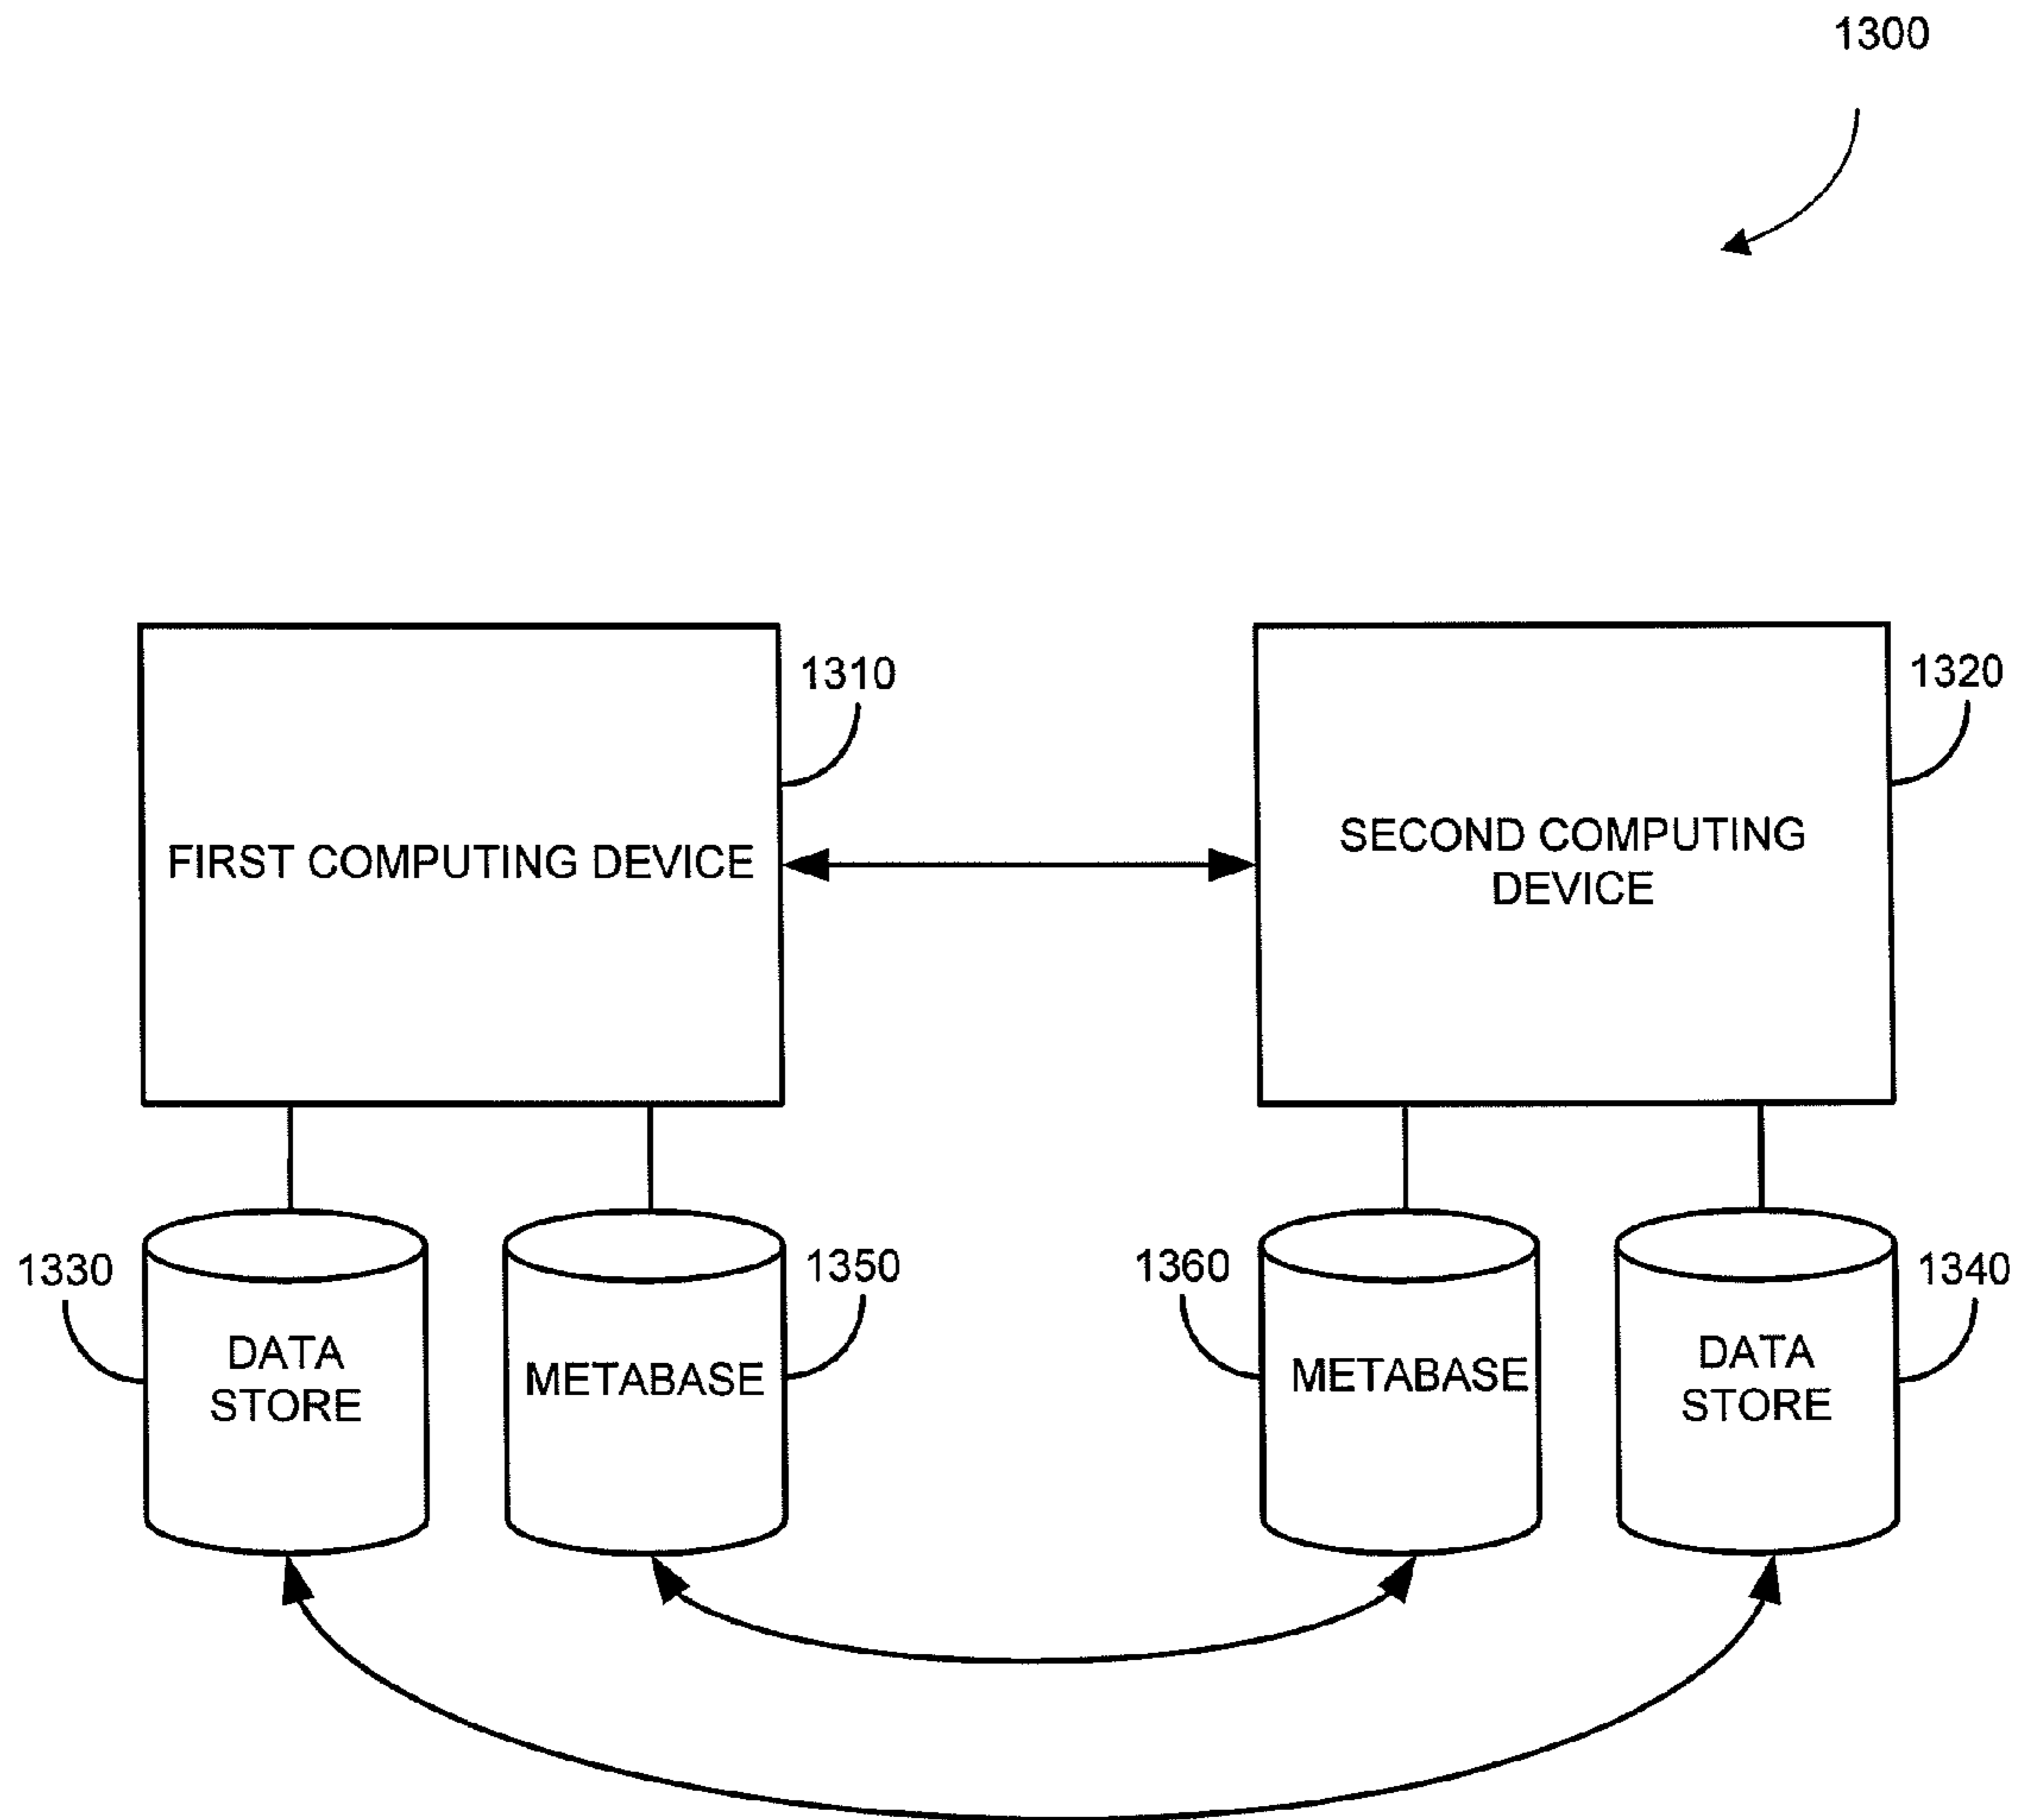 1300
1310
1320
FIRST COMPUTING DEVICE
SECOND COMPUTING
DEVICE
1330
1350
1360
1340
DATA
STORE
METABASE
METABASE
DATA
STORE